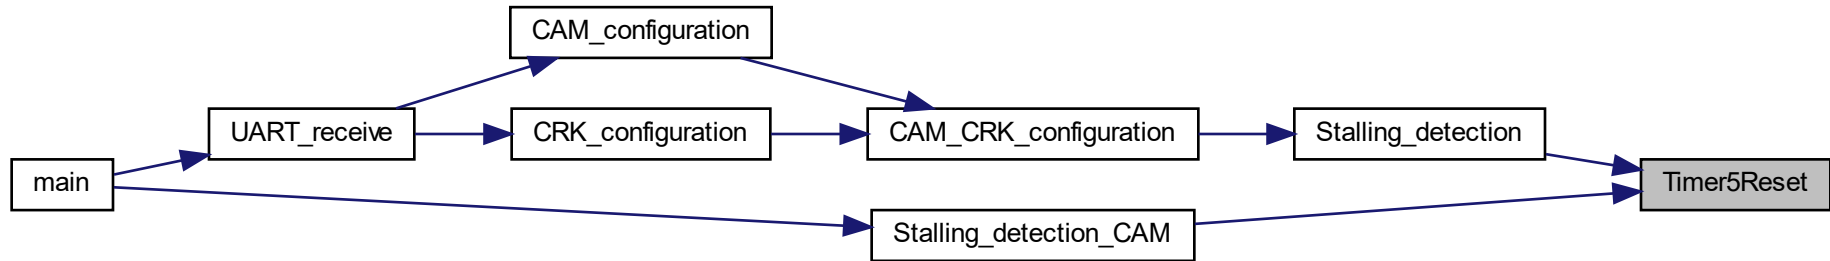 CAM_configuration
UART_receive
CRK_configuration
CAM_CRK_configuration
Stalling_detection
main
Timer5Reset
Stalling_detection_CAM